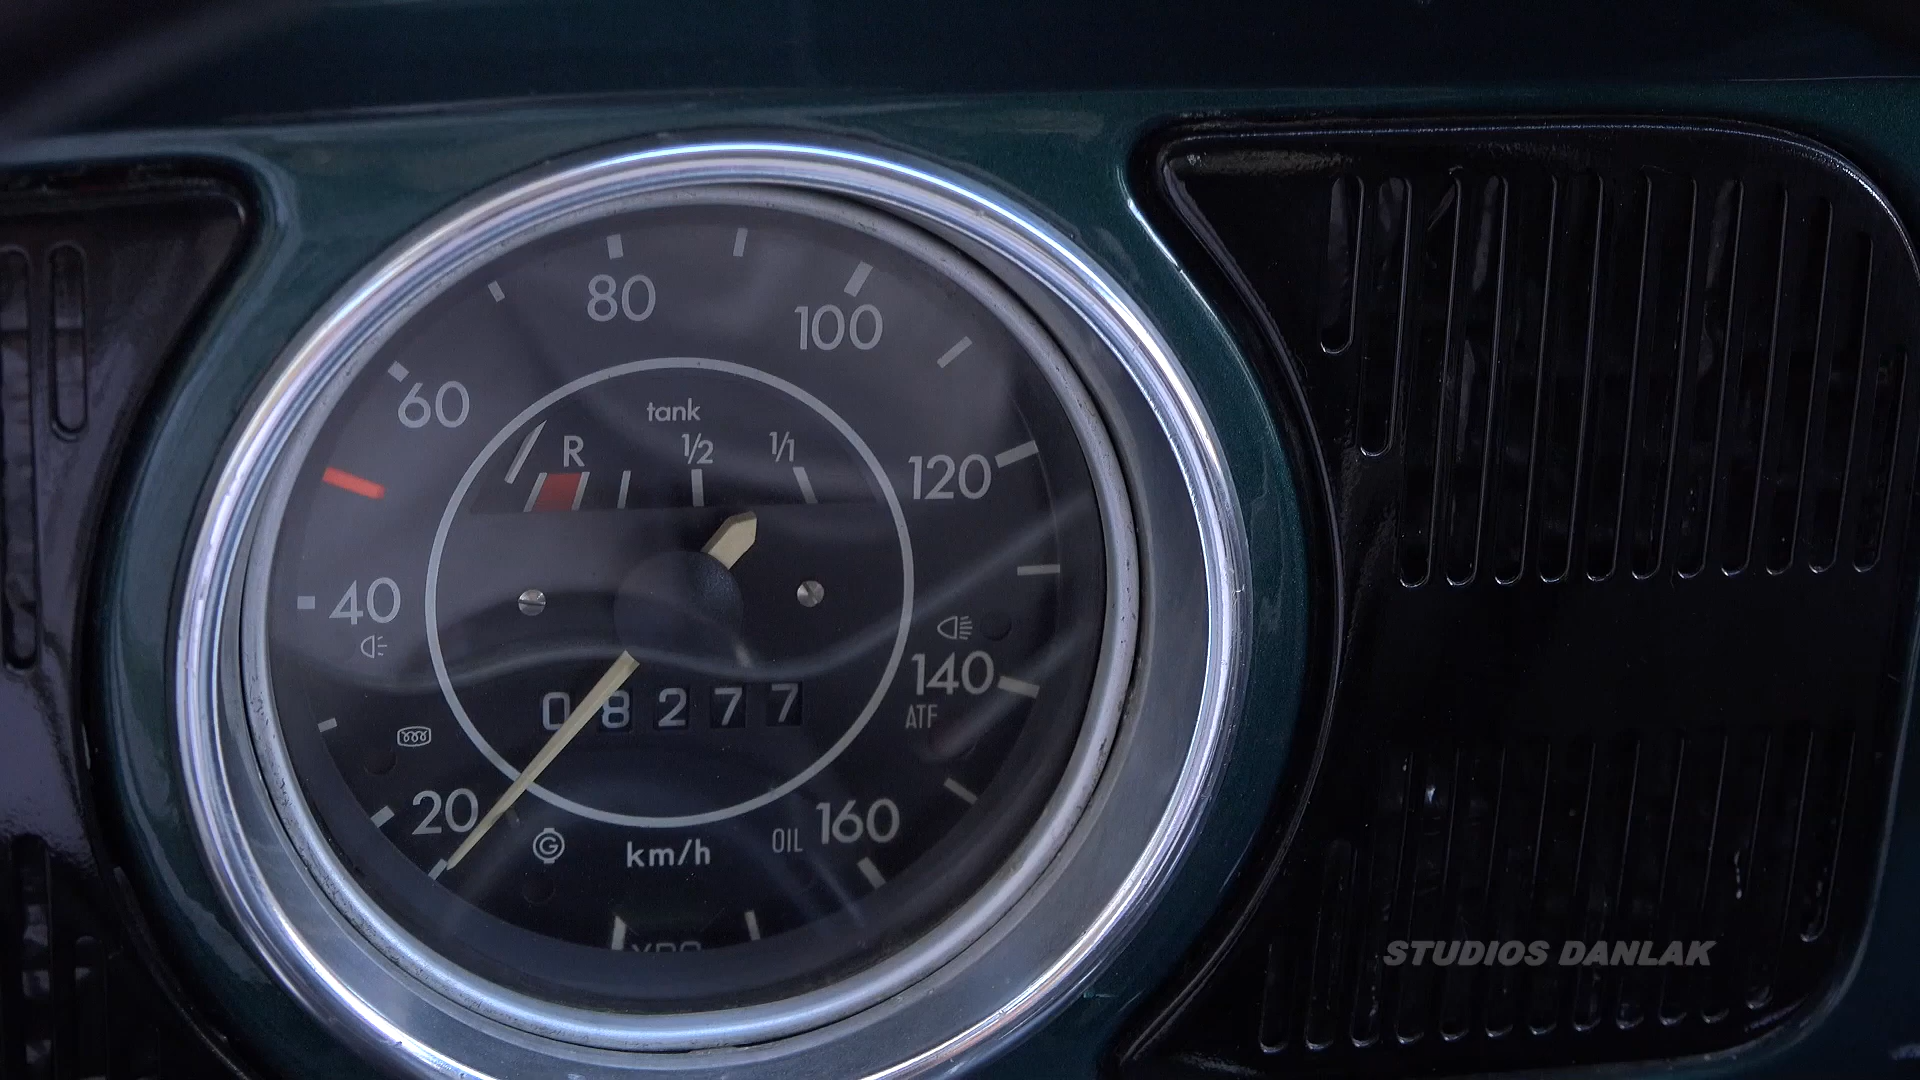 80
100
60
tank
R 1/2 1/1
120
40
140
ATF
08277
20
160
OIL
km/h
STUDIOS DANLAK